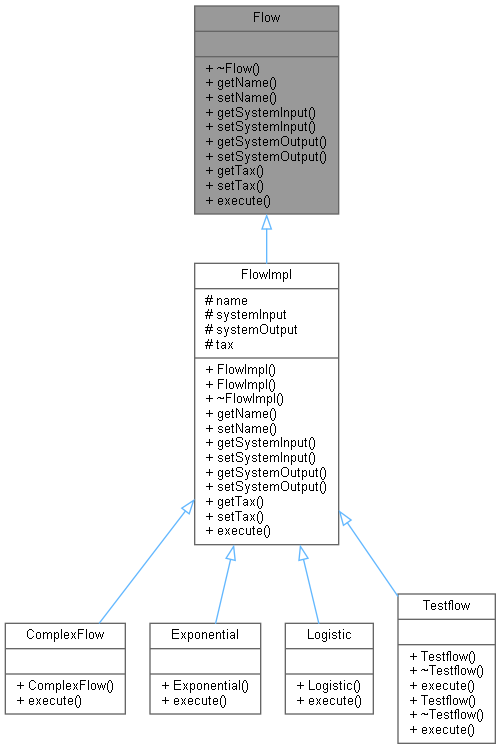 Flow
+ ~Flow()
+ getName()
+ setName()
+ getSystemInput()
+ setSystemInput()
+ getSystemOutput()
+ setSystemOutput()
+ getTax()
+ setTax()
+ execute()
FlowImpl
# name
# systemInput
# systemOutput
# tax
+ FlowImpl()
+ FlowImpl()
+ ~FlowImpl()
+ getName()
+ setName()
+ getSystemInput()
+ setSystemInput()
+ getSystemOutput()
+ setSystemOutput()
+ getTax()
+ setTax()
+ execute()
ComplexFlow
+ ComplexFlow()
+ execute()
Exponential
+ Exponential()
+ execute()
Logistic
+ Logistic()
+ execute()
Testflow
+ Testflow()
+ ~Testflow()
+ execute()
+ Testflow()
+ ~Testflow()
+ execute()